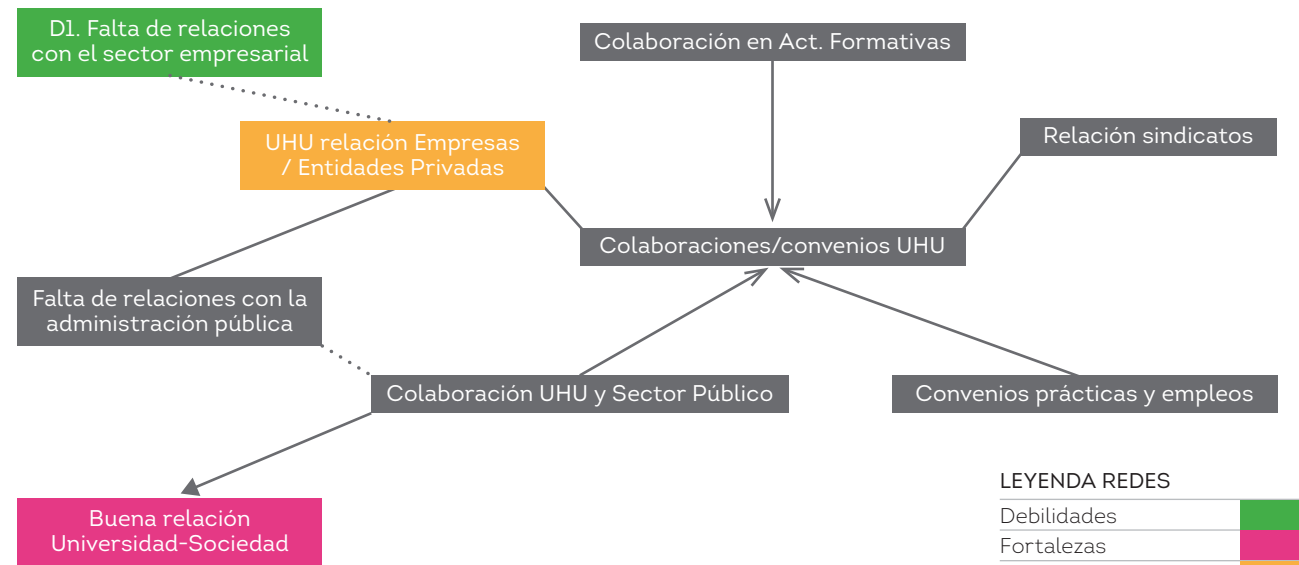 D1. Falta de relaciones
con el sector empresarial
Colaboración en Act. Formativas
UHU relación Empresas
/ Entidades Privadas
Relación sindicatos
Colaboraciones/convenios UHU
Falta de relaciones con la
administración pública
Colaboración UHU y Sector Público
Convenios prácticas y empleos
Buena relación
Universidad-Sociedad
LEYENDA REDES
Debilidades
Fortalezas